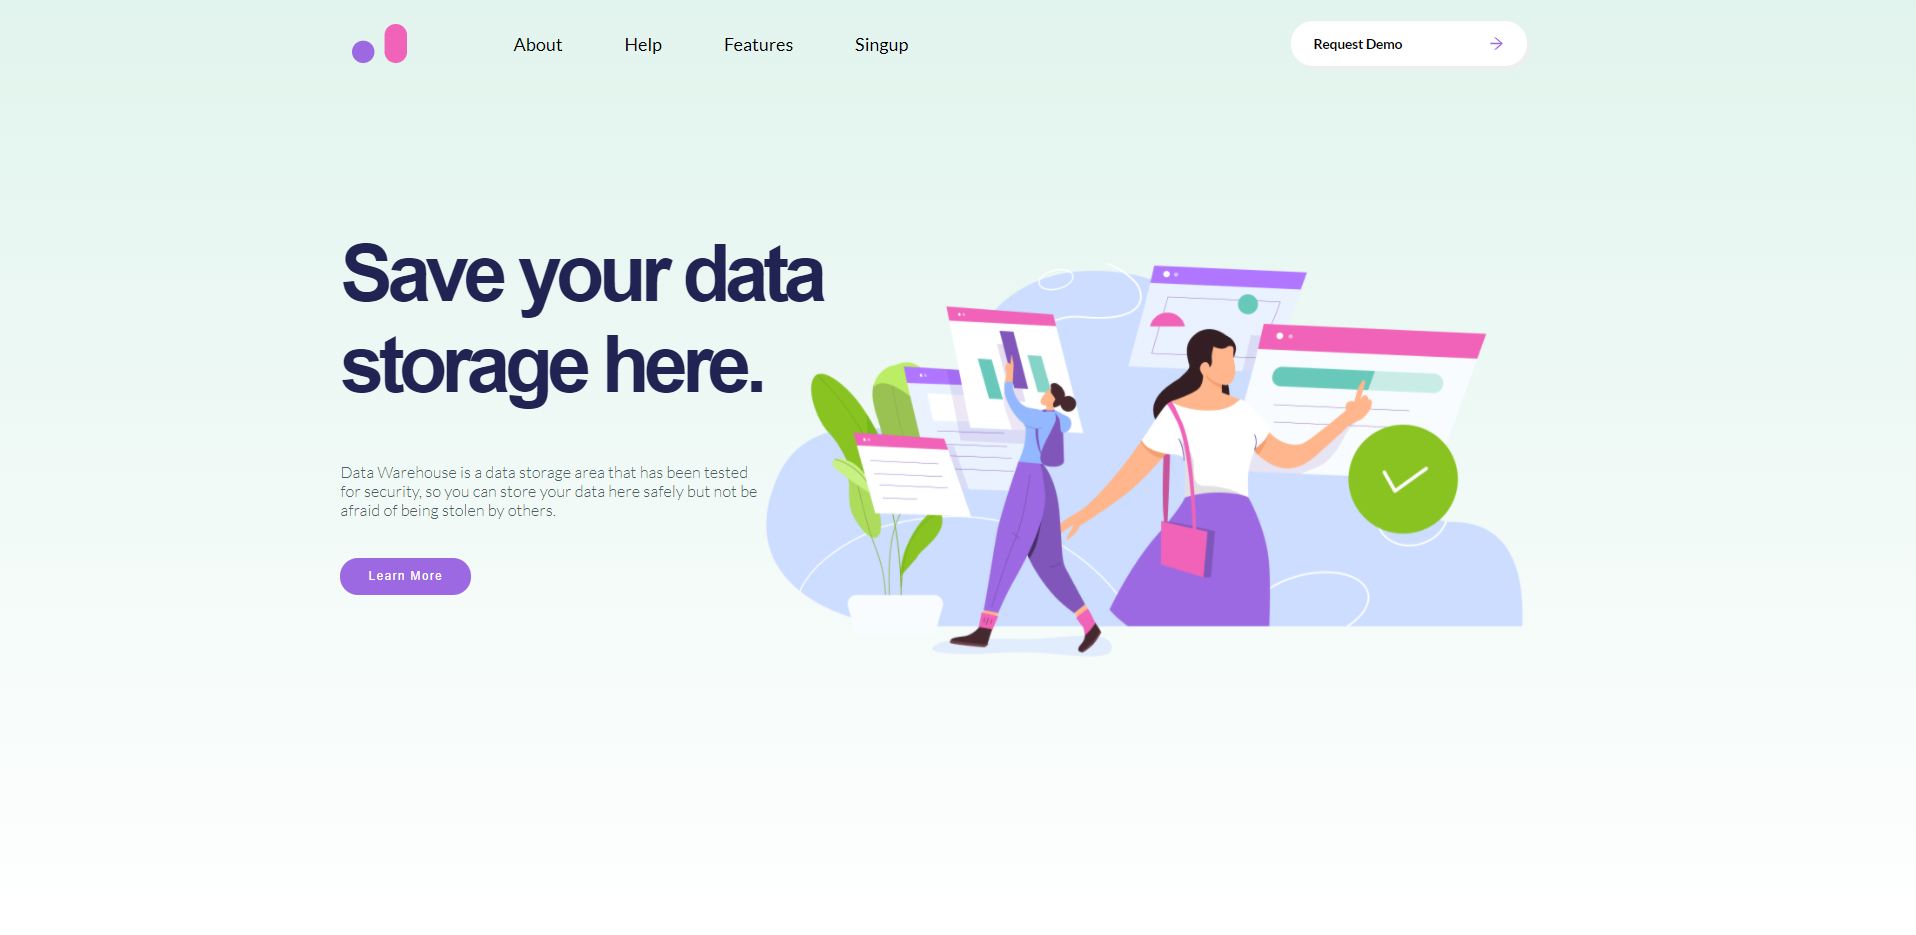 About
Help
Features
Singup
Request Demo
Save your data
storage here.
Data Warehouse is a data storage area that has been tested
for security, so you can store your data here safely but not be
afraid of being stolen by others.
Learn More